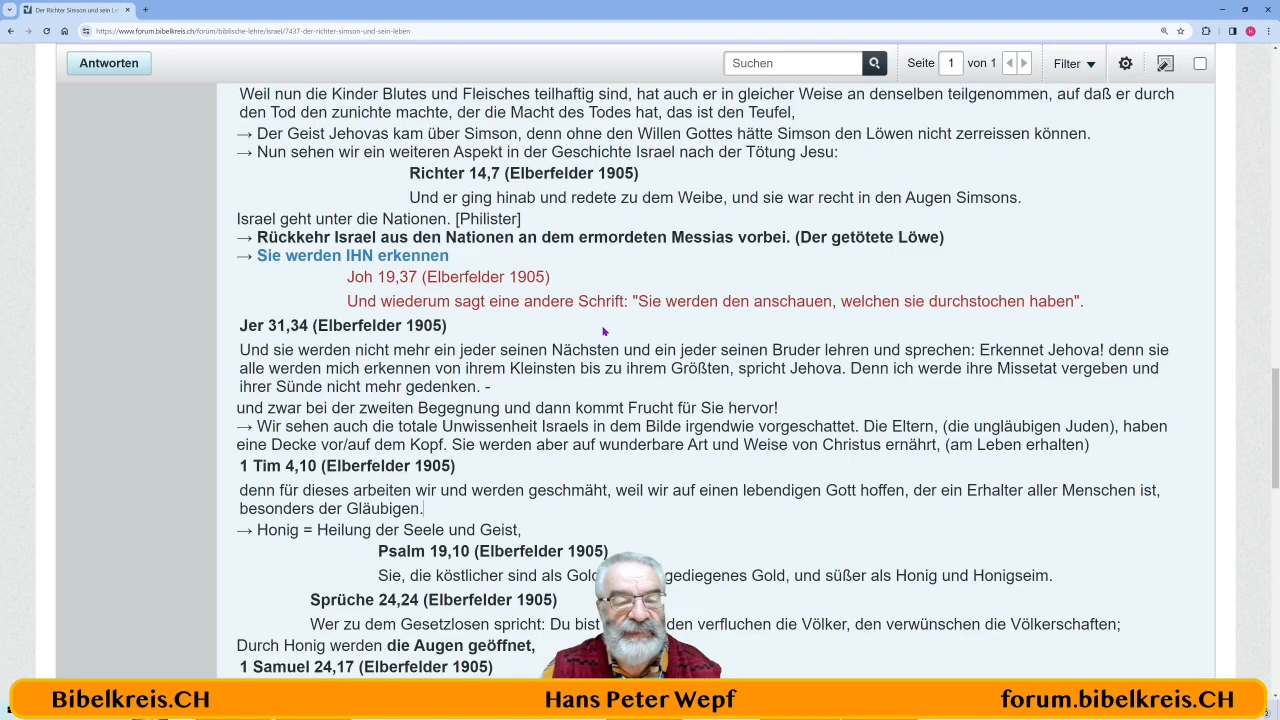 Der Richter Simson und sein Le
https://www.forum.bibelkreis.ch/forum/biblische-lehre/israel/7437-der-richter-simson-und-sein-leben
Antworten
Suchen
Seite 1 von 1
Filter
Weil nun die Kinder Blutes und Fleisches teilhaftig sind, hat auch er in gleicher Weise an denselben teilgenommen, auf daß er durch
den Tod den zunichte machte, der die Macht des Todes hat, das ist den Teufel,
→ Der Geist Jehovas kam über Simson, denn ohne den Willen Gottes hätte Simson den Löwen nicht zerreissen können.
→ Nun sehen wir ein weiteren Aspekt in der Geschichte Israel nach der Tötung Jesu:
Richter 14,7 (Elberfelder 1905)
Und er ging hinab und redete zu dem Weibe, und sie war recht in den Augen Simsons.
Israel geht unter die Nationen. [Philister]
→ Rückkehr Israel aus den Nationen an dem ermordeten Messias vorbei. (Der getötete Löwe)
→ Sie werden IHN erkennen
Joh 19,37 (Elberfelder 1905)
Und wiederum sagt eine andere Schrift: "Sie werden den anschauen, welchen sie durchstochen haben".
Jer 31,34 (Elberfelder 1905)
Und sie werden nicht mehr ein jeder seinen Nächsten und ein jeder seinen Bruder lehren und sprechen: Erkennet Jehova! denn sie
alle werden mich erkennen von ihrem Kleinsten bis zu ihrem Größten, spricht Jehova. Denn ich werde ihre Missetat vergeben und
ihrer Sünde nicht mehr gedenken. -
und zwar bei der zweiten Begegnung und dann kommt Frucht für Sie hervor!
→ Wir sehen auch die totale Unwissenheit Israels in dem Bilde irgendwie vorgeschattet. Die Eltern, (die ungläubigen Juden), haben
eine Decke vor/auf dem Kopf. Sie werden aber auf wunderbare Art und Weise von Christus ernährt, (am Leben erhalten)
1 Tim 4,10 (Elberfelder 1905)
denn für dieses arbeiten wir und werden geschmäht, weil wir auf einen lebendigen Gott hoffen, der ein Erhalter aller Menschen ist,
besonders der Gläubigen.
→ Honig = Heilung der Seele und Geist,
Psalm 19,10 (Elberfelder 1905)
Sie, die köstlicher sind als Gold gediegenes Gold, und süßer als Honig und Honigseim.
Sprüche 24,24 (Elberfelder 1905)
Wer zu dem Gesetzlosen spricht: Du bist den verfluchen die Völker, den verwünschen die Völkerschaften;
Durch Honig werden die Augen geöffnet,
1 Samuel 24,17 (Elberfelder 1905)
Bibelkreis.CH Hans Peter Wepf forum.bibelkreis.CH